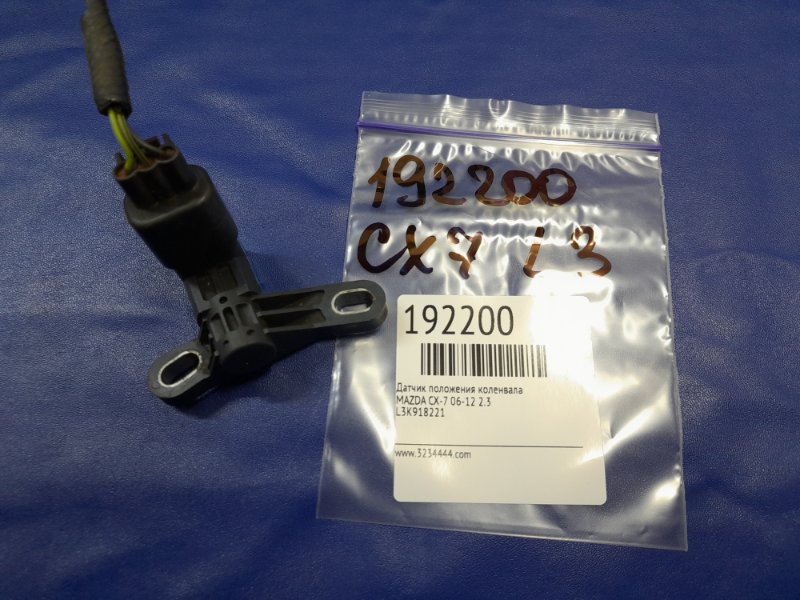 192200
CX7 L3
192200
Датчик положения коленвала
MAZDA CX-7 06-12 2.3
L3K918221
www.3234444.com